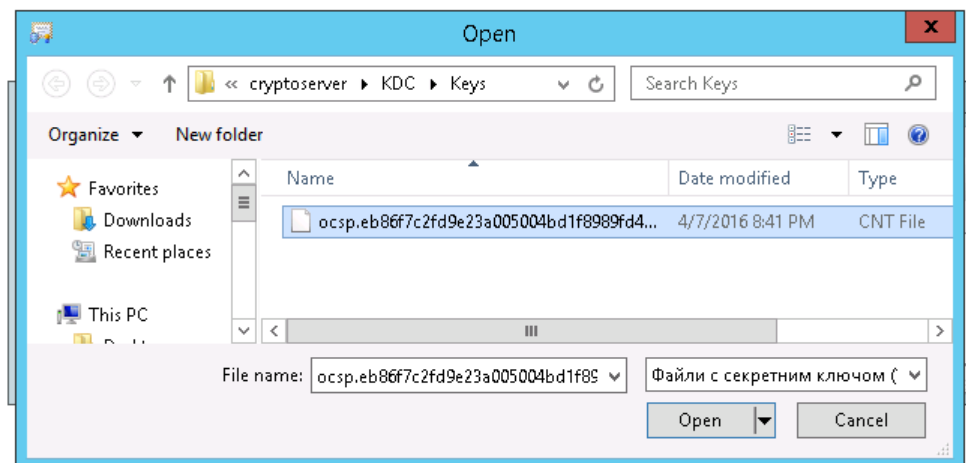 Open
x
« cryptoserver ▸ KDC ▸ Keys
Search Keys
Organize
New folder
Name
Date modified
Type
ocsp.eb86f7c2fd9e23a005004bd1f8989fd4...
4/7/2016 8:41 PM
CNT File
Favorites
Downloads
Recent places
This PC
File name:
ocsp.eb86f7c2fd9e23a005004bd1f89
Файли с секретним ключом (
Open
Cancel